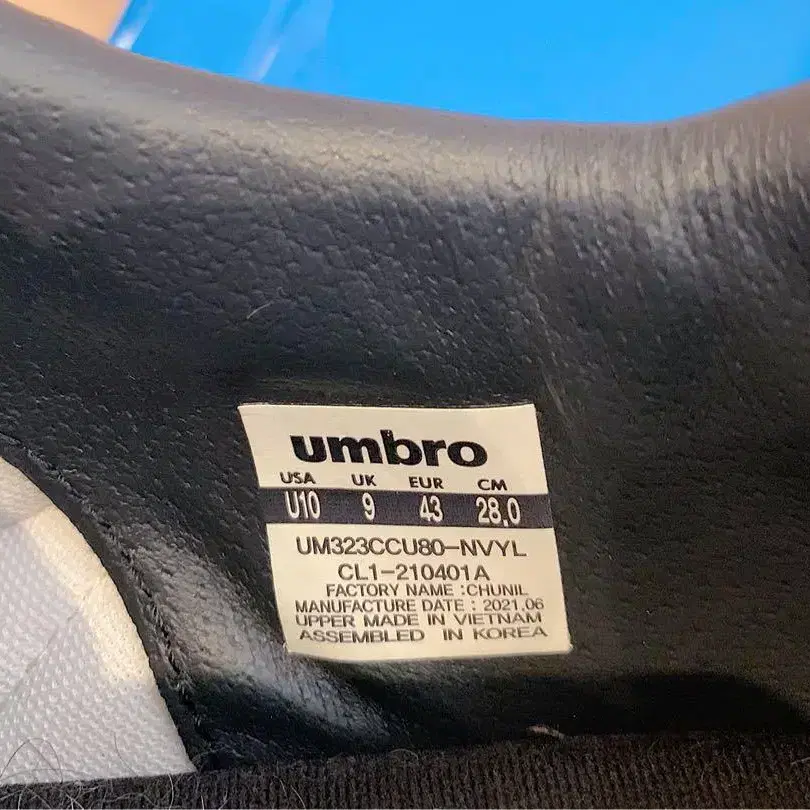 umbro
USA UK EUR CM
U10 9 43 28.0
UM323CCU80-NVYL
CL1-210401A
FACTORY NAME :CHUNIL
MANUFACTURE DATE : 2021.06
UPPER MADE IN VIETNAM
ASSEMBLED IN KOREA